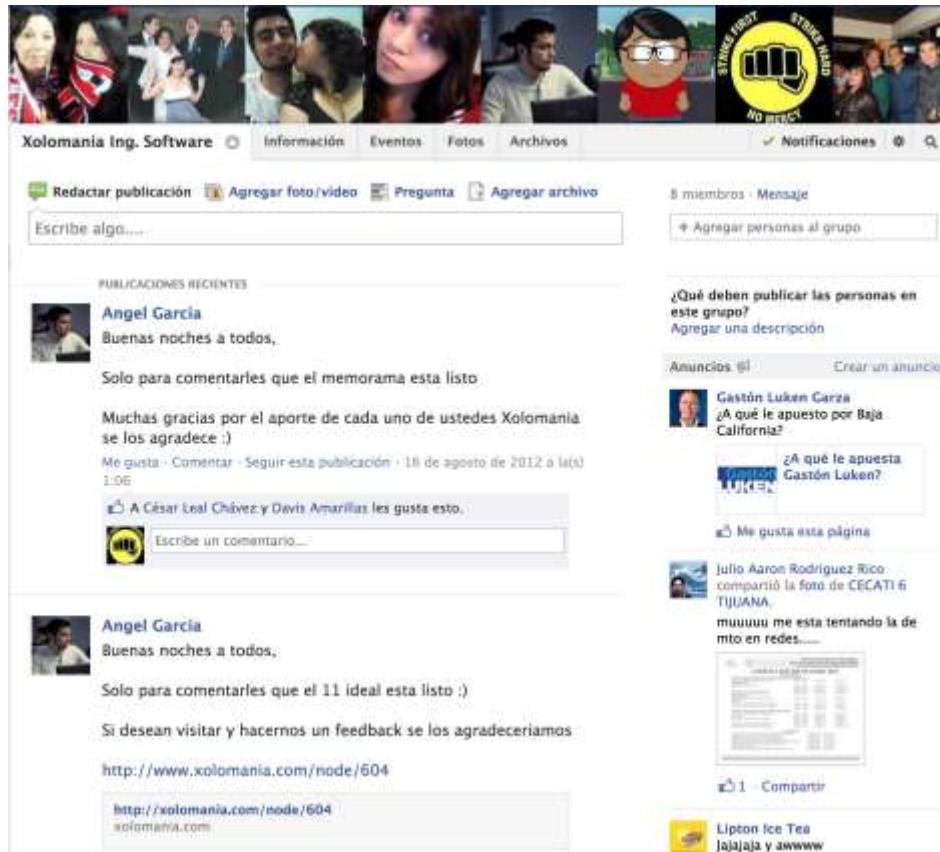 STRIKE FIRST
STRIKE HARD
NO MERCY
Xolomania Ing. Software
Información
Eventos
Fotos
Archivos
Notificaciones
Redactar publicación
Agregar foto/video
Pregunta
Agregar archivo
Escribe algo....
PUBLICACIONES RECIENTES
Angel Garcia
Buenas noches a todos,
Solo para comentarles que el memorama esta listo
Muchas gracias por el aporte de cada uno de ustedes Xolomania
se los agradece :)
Me gusta · Comentar · Seguir esta publicación · 16 de agosto de 2012 a la(s)
1:06
A César Leal Chávez y Davis Amarillas les gusta esto.
Escribe un comentario...
Angel Garcia
Buenas noches a todos,
Solo para comentarles que el 11 ideal esta listo :)
Si desean visitar y hacernos un feedback se los agradeceriamos
http://www.xolomania.com/node/604
http://xolomania.com/node/604
xolomania.com
8 miembros · Mensaje
+ Agregar personas al grupo
¿Qué deben publicar las personas en
este grupo?
Agregar una descripción
Anuncios
Crear un anuncio
Gastón Luken Garza
¿A qué le apuesto por Baja
California?
GASTÓN
LUKEN
¿A qué le apuesta
Gastón Luken?
Me gusta esta página
Julio Aaron Rodriguez Rico
compartió la foto de CECATI 6
TIJUANA.
muuuuu me esta tentando la de
mto en redes.....
1 · Compartir
Lipton Ice Tea
Jajajaja y awwww